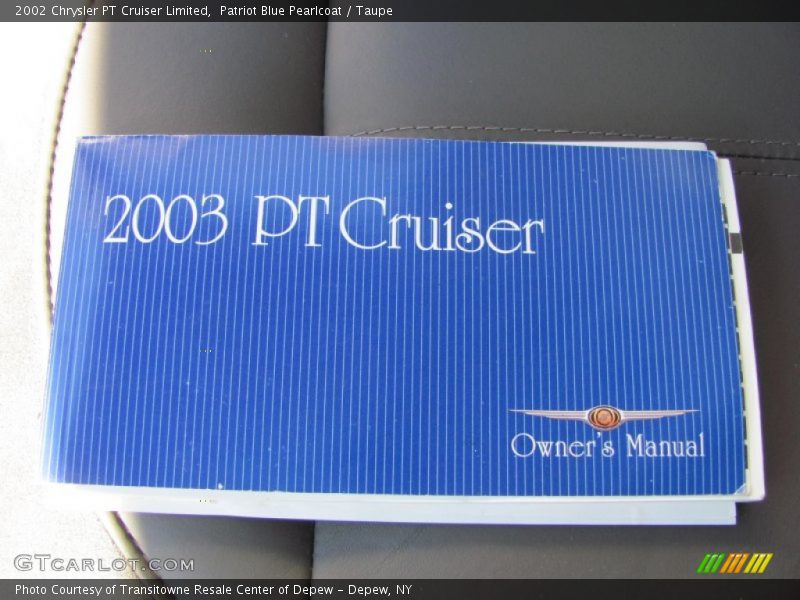 2002 Chrysler PT Cruiser Limited,  Patriot Blue Pearlcoat / Taupe
2003 PT Cruiser
Owner's Manual
GTCARLOT.COM
Photo Courtesy of Transitowne Resale Center of Depew – Depew, NY